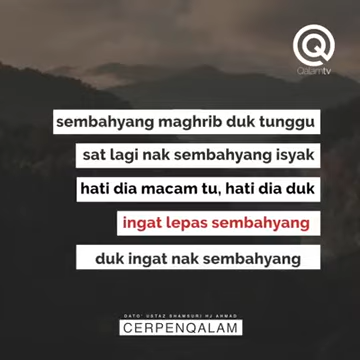 Qalamtv
sembahyang maghrib duk tunggu
sat lagi nak sembahyang isyak
hati dia macam tu, hati dia duk
ingat lepas sembahyang
duk ingat nak sembahyang
DATO' USTAZ SHAMSURI HJ AHMAD
CERPENQALAM